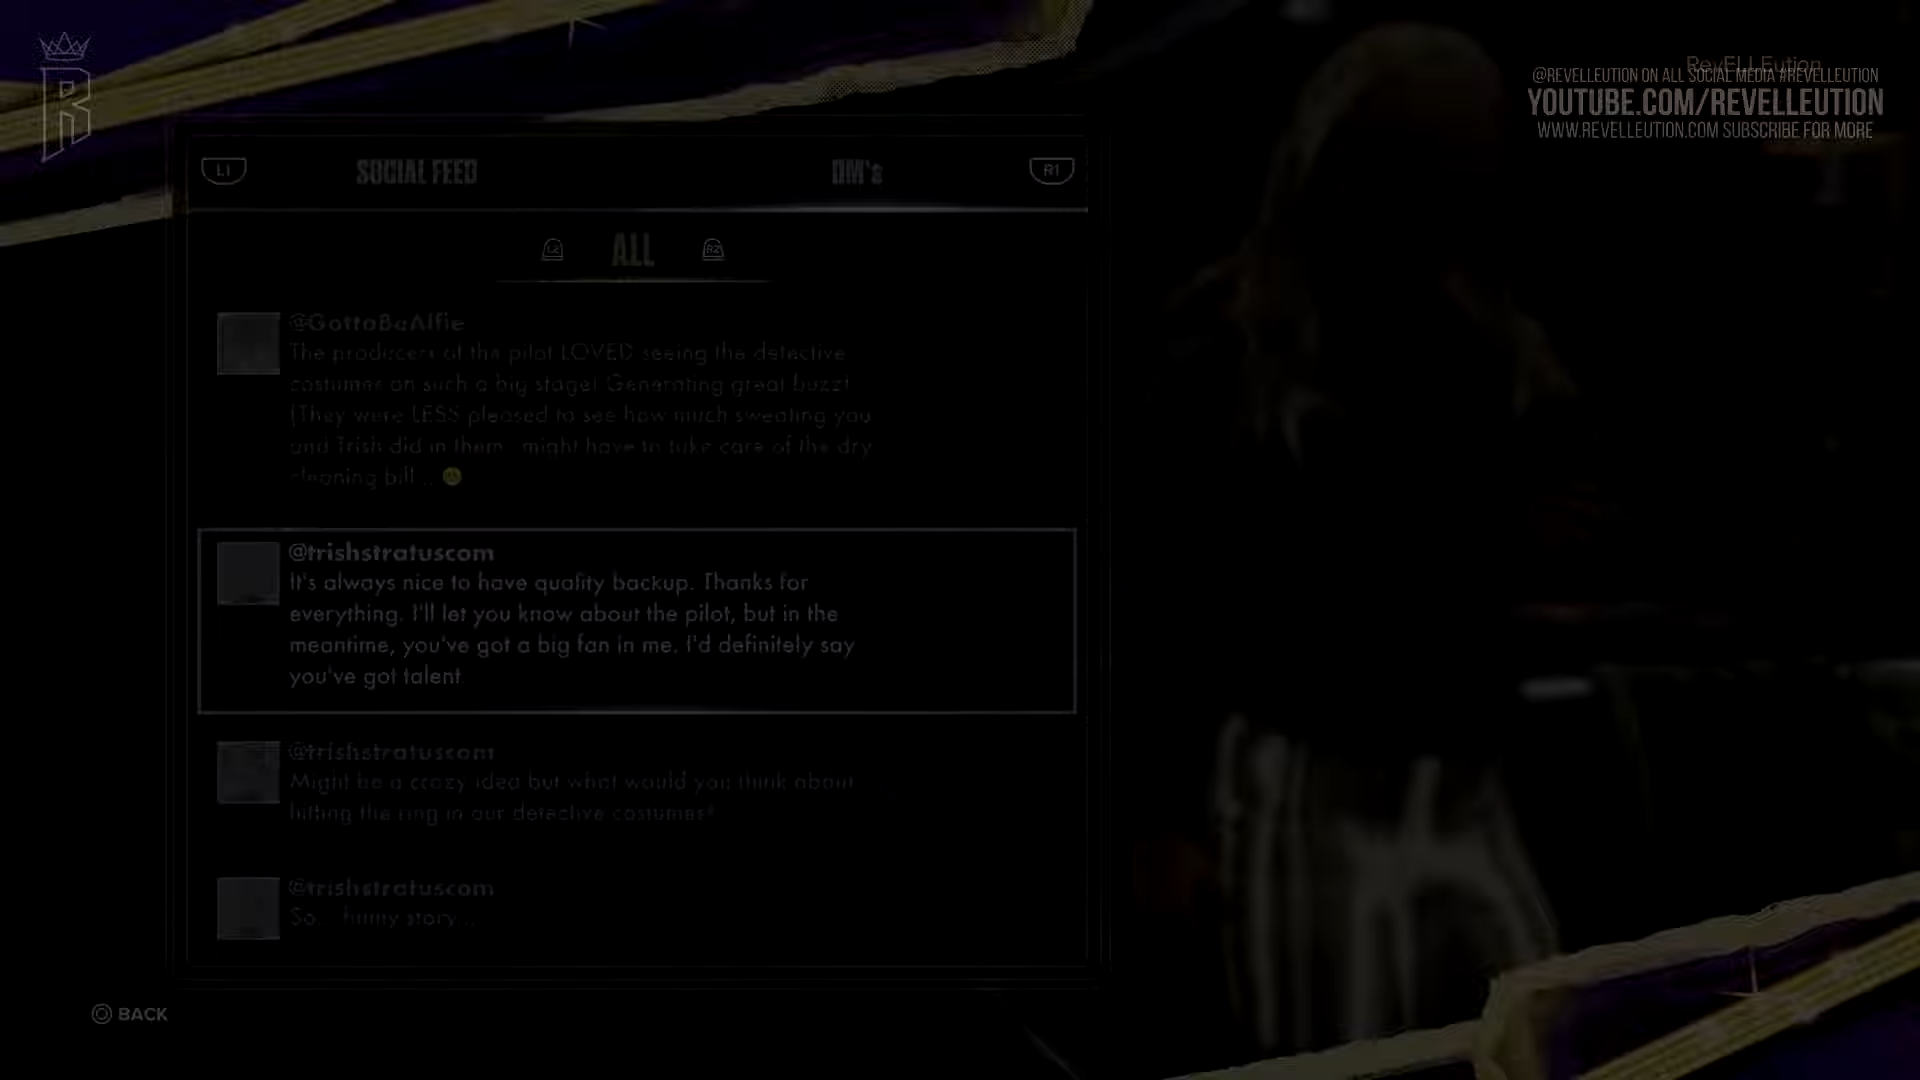 RevELLEution
@REVELLEUTION ON ALL SOCIAL MEDIA #REVELLEUTION
YOUTUBE.COM/REVELLEUTION
WWW.REVELLEUTION.COM SUBSCRIBE FOR MORE
R
L1 SOCIAL FEED DM's R1
L2 ALL R2
@GottaBeAlfie
The producers of the pilot LOVED seeing the detective
costumes on such a big stage! Generating great buzz!
(They were LESS pleased to see how much sweating you
and Trish did in them.. might have to take care of the dry
cleaning bill...
@trishstratuscom
It's always nice to have quality backup. Thanks for
everything. I'll let you know about the pilot, but in the
meantime, you've got a big fan in me. I'd definitely say
you've got talent.
@trishstratuscom
Might be a crazy idea but what would you think about
hitting the ring in our detective costumes?
@trishstratuscom
So... funny story...
BACK